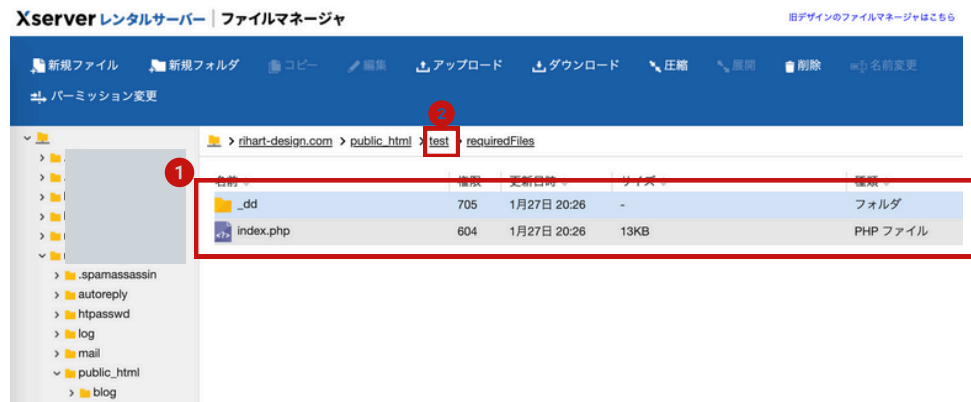 Xserver レンタルサーバー | ファイルマネージャ
旧デザインのファイルマネージャはこちら
新規ファイル 新規フォルダ コピー 編集 アップロード ダウンロード 圧縮 展開 削除 名前変更
パーミッション変更
2
rihart-design.com > public_html > test > requiredFiles
1
名前 権限 更新日時 サイズ 種類
_dd 705 1月27日 20:26 - フォルダ
index.php 604 1月27日 20:26 13KB PHP ファイル
.spamassassin
autoreply
htpasswd
log
mail
public_html
blog